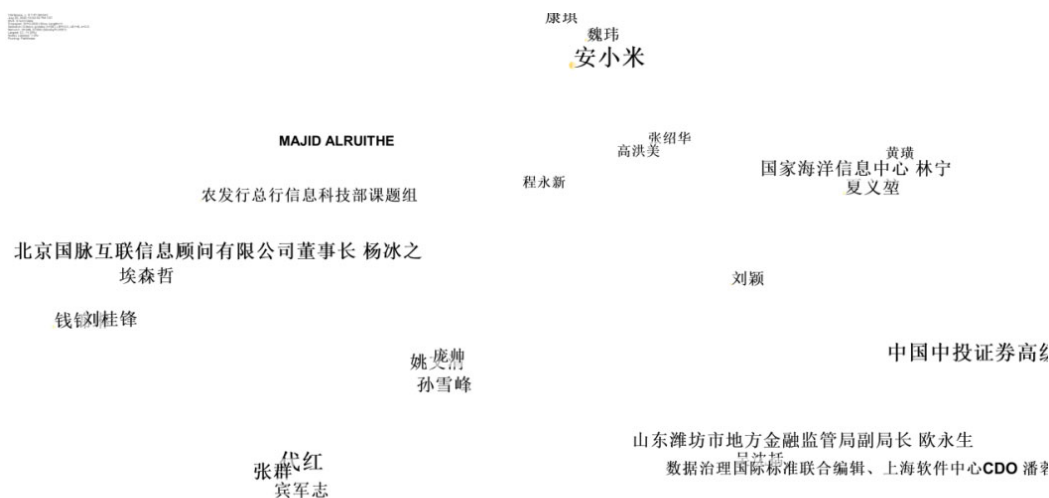 康琪
魏玮
安小米
MAJID ALRUITHE
张绍华
高洪美
黄璜
国家海洋信息中心 林宁
程永新
夏义堃
农发行总行信息科技部课题组
北京国脉互联信息顾问有限公司董事长 杨冰之
埃森哲
刘颖
刘桂锋
中国中投证券高级
庞帅
孙雪峰
山东潍坊市地方金融监管局副局长 欧永生
代红
张群
数据治理国际标准联合编辑、上海软件中心CDO 潘蓉
宾军志